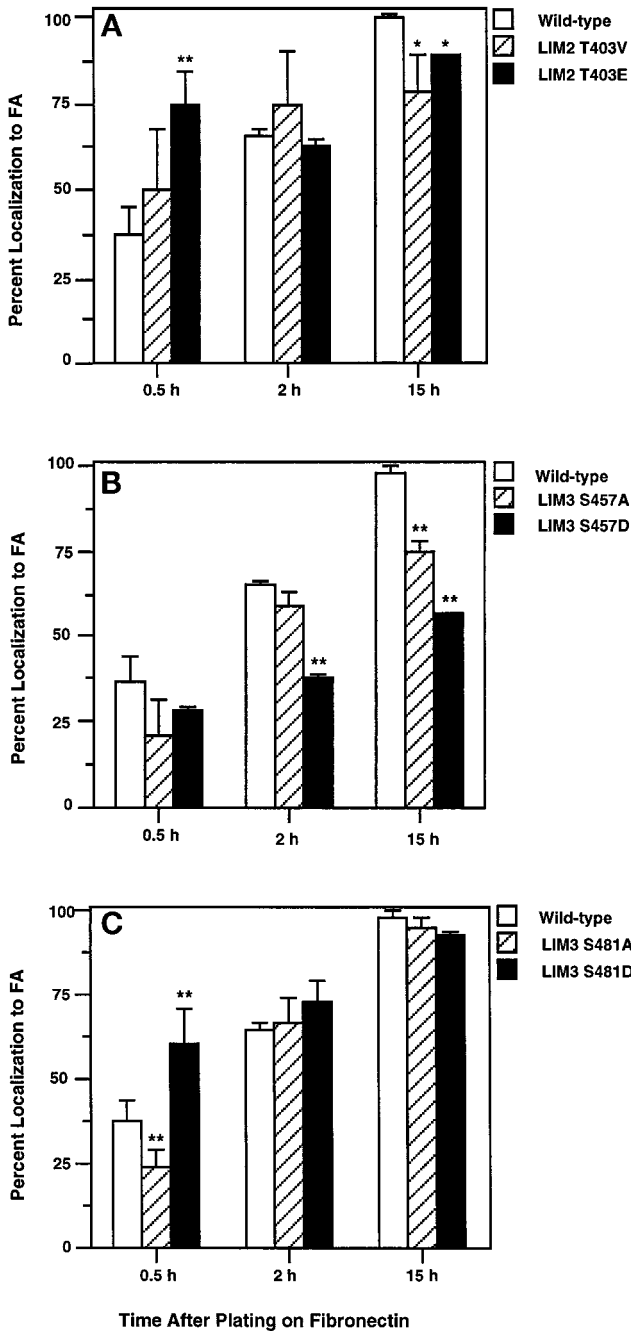 A
Percent Localization to FA
100
75
50
25
0
** * *
0.5 h 2 h 15 h
Wild-type
LIM2 T403V
LIM2 T403E
B
Percent Localization to FA
100
75
50
25
0
** ** **
0.5 h 2 h 15 h
Wild-type
LIM3 S457A
LIM3 S457D
C
Percent Localization to FA
100
75
50
25
0
** **
0.5 h 2 h 15 h
Wild-type
LIM3 S481A
LIM3 S481D
Time After Plating on Fibronectin